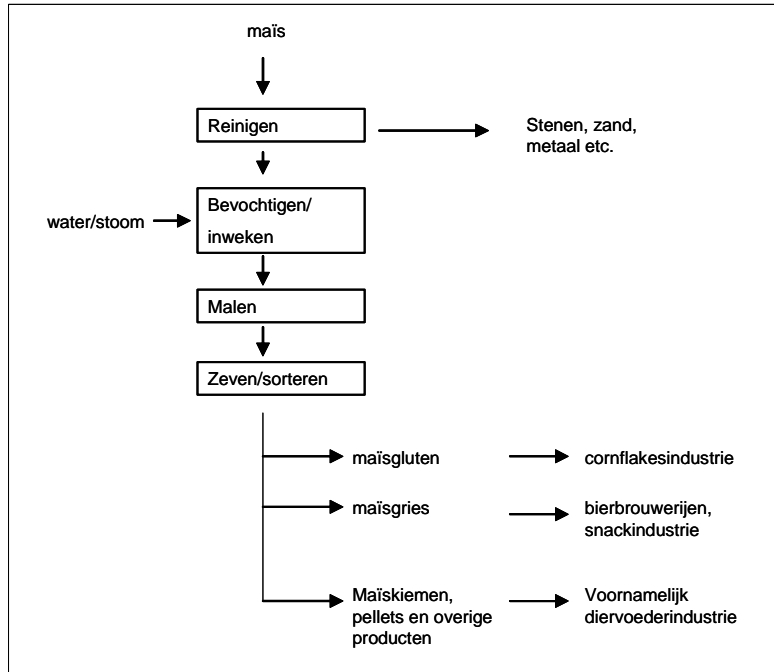 maïs
Reinigen
Stenen, zand,
metaal etc.
Bevochtigen/
inweken
water/stoom
Malen
Zeven/sorteren
maïsgluten
cornflakesindustrie
maïsgries
bierbrouwerijen,
snackindustrie
Maïskiemen,
pellets en overige
producten
Voornamelijk
diervoederindustrie